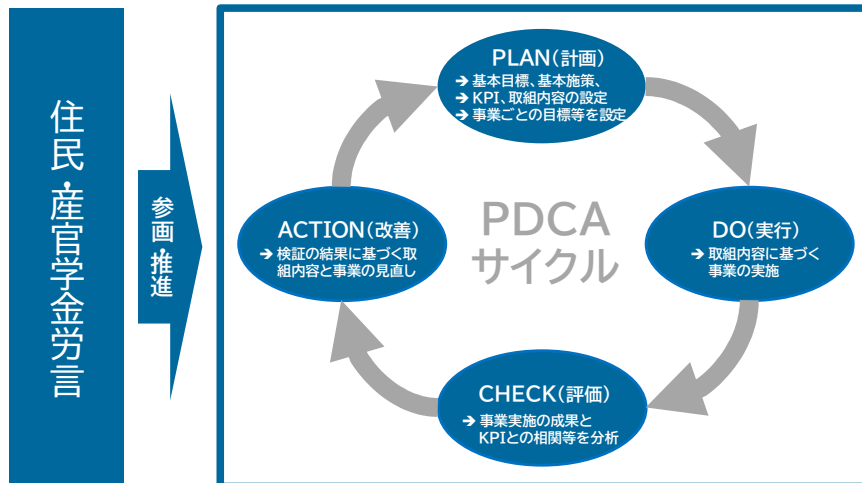 住民・産官学金労言
参画・推進
PLAN(計画)
➔ 基本目標、基本施策、
➔ KPI、取組内容の設定
➔ 事業ごとの目標等を設定
ACTION(改善)
➔ 検証の結果に基づく取
組内容と事業の見直し
PDCA
サイクル
DO(実行)
➔ 取組内容に基づく
事業の実施
CHECK(評価)
➔ 事業実施の成果と
KPIとの相関等を分析